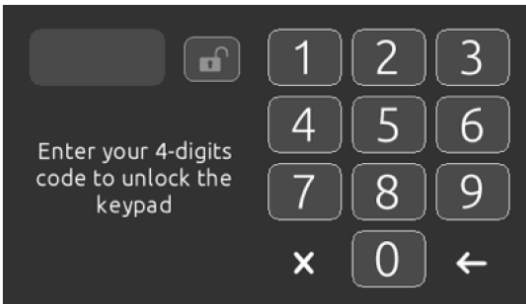 1 2 3
4 5 6
Enter your 4-digits
code to unlock the
keypad
7 8 9
x 0 ←